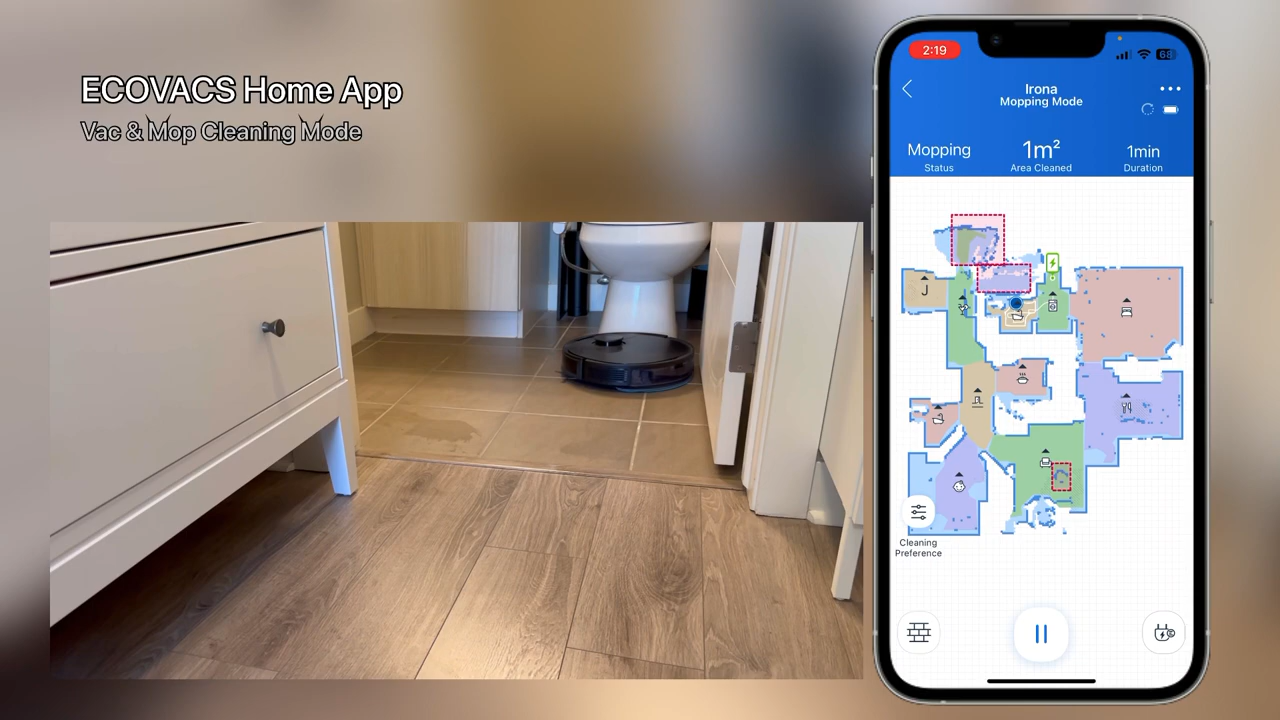 ECOVACS Home App
Vac & Mop Cleaning Mode
2:19
68
Irona
Mopping Mode
Mopping
Status
1m²
Area Cleaned
1min
Duration
Cleaning
Preference